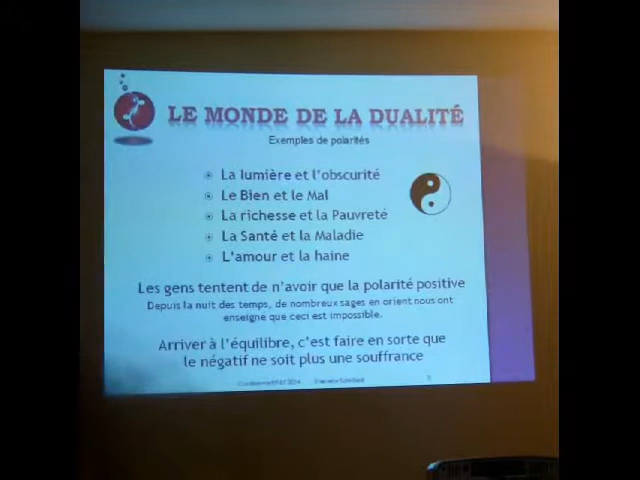 LE MONDE DE LA DUALITÉ
Exemples de polarités
La lumière et l'obscurité
Le Bien et le Mal
La richesse et la Pauvreté
La Santé et la Maladie
L'amour et la haine
Les gens tentent de n'avoir que la polarité positive
Depuis la nuit des temps, de nombreux sages en orient nous ont
enseigné que ceci est impossible.
Arriver à l'équilibre, c'est faire en sorte que
le négatif ne soit plus une souffrance